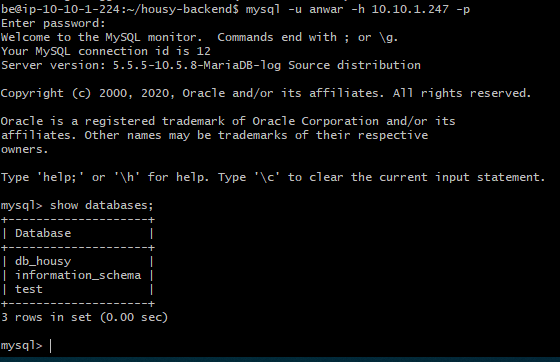 be@ip-10-10-1-224:~/housy-backend$ mysql -u anwar -h 10.10.1.247 -p
Enter password:
Welcome to the MySQL monitor.  Commands end with ; or \g.
Your MySQL connection id is 12
Server version: 5.5.5-10.5.8-MariaDB-log Source distribution
Copyright (c) 2000, 2020, Oracle and/or its affiliates. All rights reserved.
Oracle is a registered trademark of Oracle Corporation and/or its
affiliates. Other names may be trademarks of their respective
owners.
Type 'help;' or '\h' for help. Type '\c' to clear the current input statement.
mysql> show databases;
+--------------------+
| Database           |
+--------------------+
| db_housy           |
| information_schema |
| test               |
+--------------------+
3 rows in set (0.00 sec)
mysql>